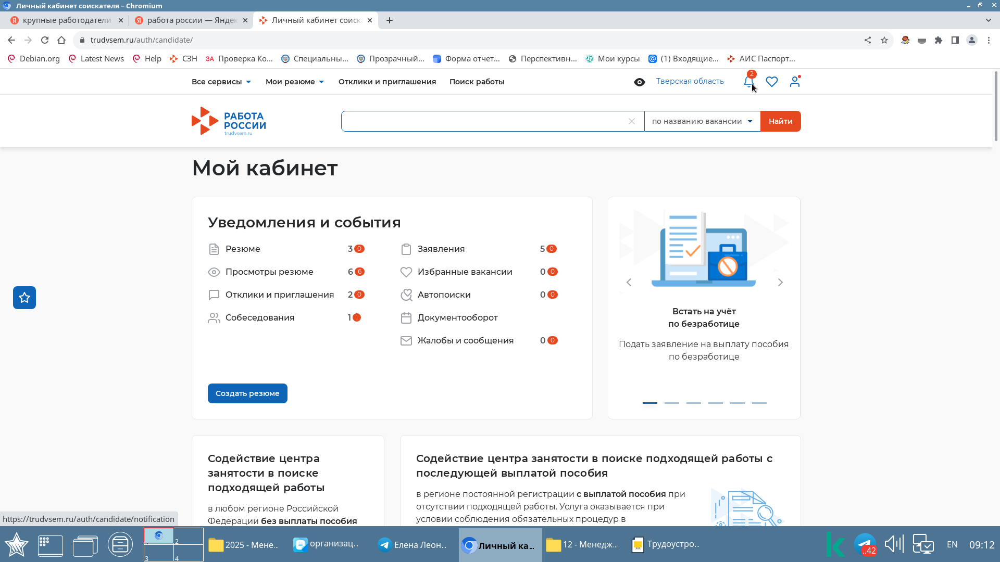 Личный кабинет соискателя – Chromium
крупные работодатели
работа россии — Яндек
Личный кабинет соиска
trudvsem.ru/auth/candidate/
Debian.org
Latest News
Help
СЗН
ЗА Проверка Ко...
Специальны...
Прозрачный...
Форма отчет...
Перспективн...
Мои курсы
(1) Входящие...
АИС Паспорт...
Все сервисы
Мои резюме
Отклики и приглашения
Поиск работы
Тверская область
2
РАБОТА
РОССИИ
trudvsem.ru
по названию вакансии
Найти
Мой кабинет
Уведомления и события
Резюме 3 0
Просмотры резюме 6 6
Отклики и приглашения 2 0
Собеседования 1 1
Заявления 5 0
Избранные вакансии 0 0
Автопоиски 0 0
Документооборот
Жалобы и сообщения 0 0
Создать резюме
Встать на учёт
по безработице
Подать заявление на выплату пособия
по безработице
Содействие центра
занятости в поиске
подходящей работы
в любом регионе Российской
Федерации без выплаты пособия
Содействие центра занятости в поиске подходящей работы с
последующей выплатой пособия
в регионе постоянной регистрации с выплатой пособия при
отсутствии подходящей работы. Услуга оказывается при
условии соблюдения обязательных процедур в
https://trudvsem.ru/auth/candidate/notification
2
3
4
2025 - Мене...
организац...
Елена Леон...
Личный ка...
12 - Менедж...
Трудоустро...
..42
EN
09:12